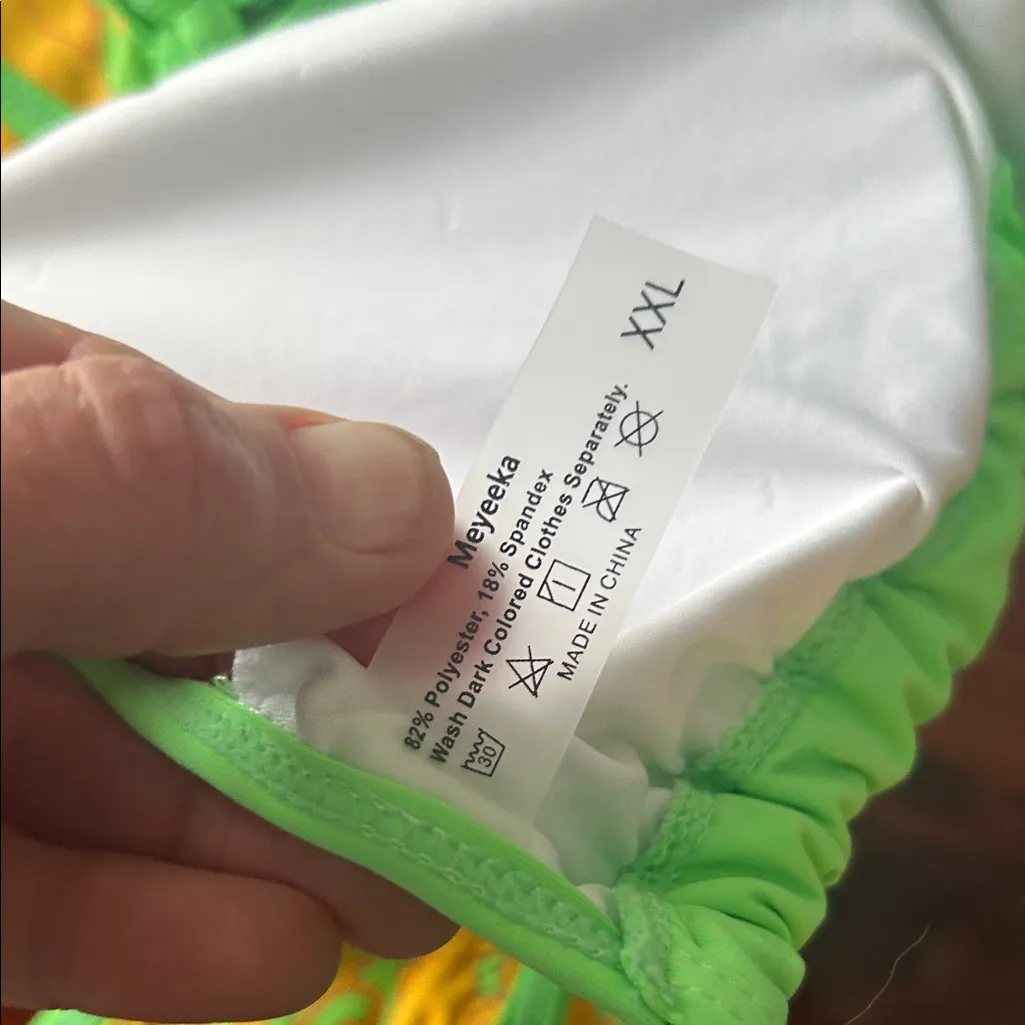 XXL
Meyeeka
82% Polyester, 18% Spandex
Wash Dark Colored Clothes Separately.
30
MADE IN CHINA